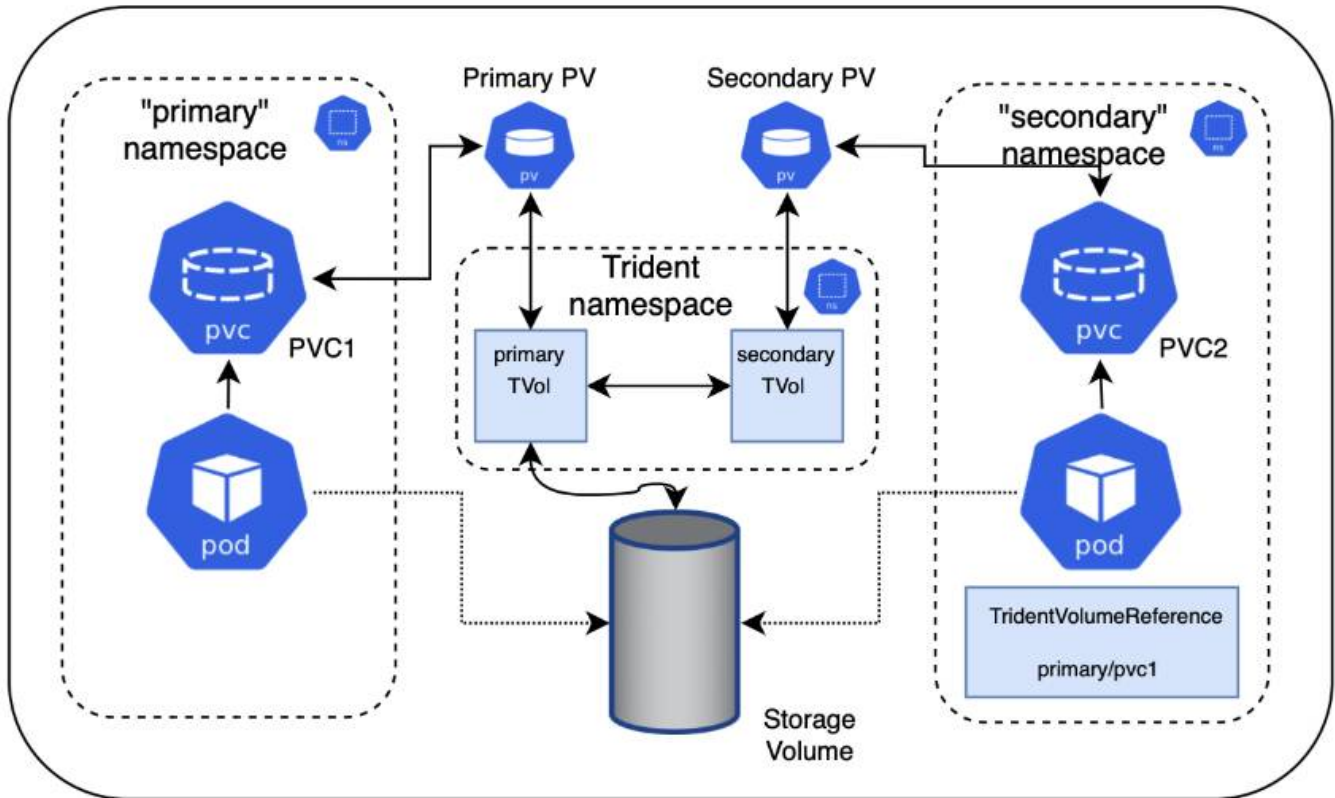 Primary PV
Secondary PV
"primary"
namespace
ns
pv
pv
"secondary"
namespace
ns
Trident
namespace
ns
pvc
PVC1
primary
TVol
secondary
TVol
pvc
PVC2
pod
pod
TridentVolumeReference
primary/pvc1
Storage
Volume